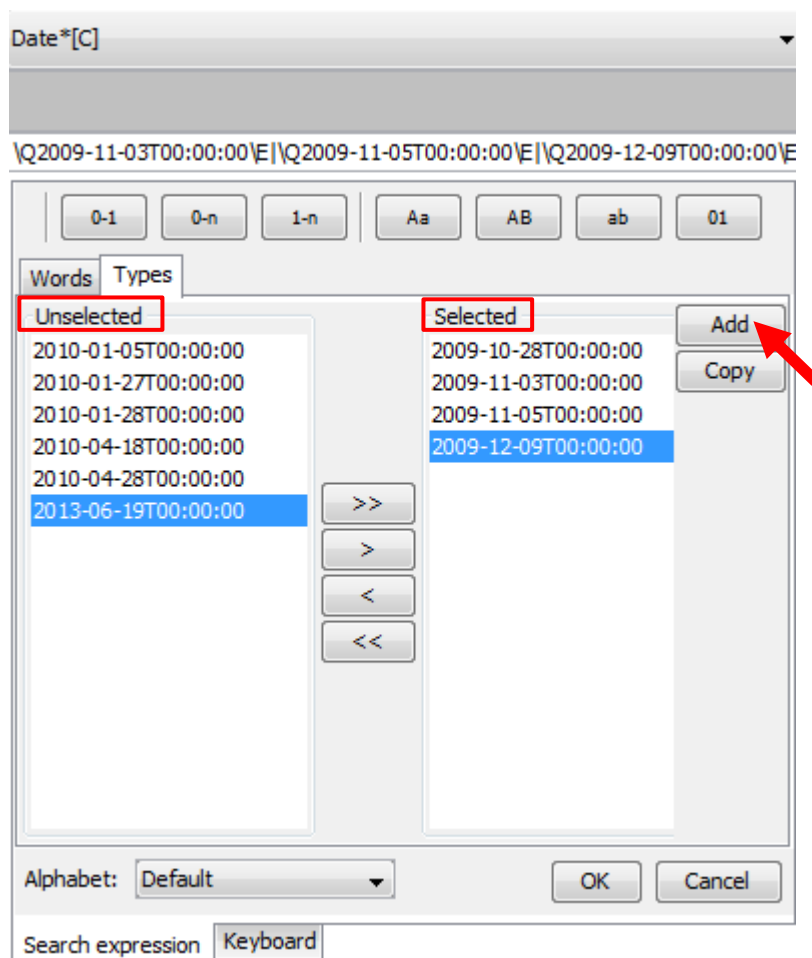 Date*[C]
\Q2009-11-03T00:00:00\E|\Q2009-11-05T00:00:00\E|\Q2009-12-09T00:00:00\E
0-1 0-n 1-n Aa AB ab 01
Words Types
Unselected
2010-01-05T00:00:00
2010-01-27T00:00:00
2010-01-28T00:00:00
2010-04-18T00:00:00
2010-04-28T00:00:00
2013-06-19T00:00:00
>>
>
<
<<
Selected
2009-10-28T00:00:00
2009-11-03T00:00:00
2009-11-05T00:00:00
2009-12-09T00:00:00
Add
Copy
Alphabet: Default OK Cancel
Search expression Keyboard